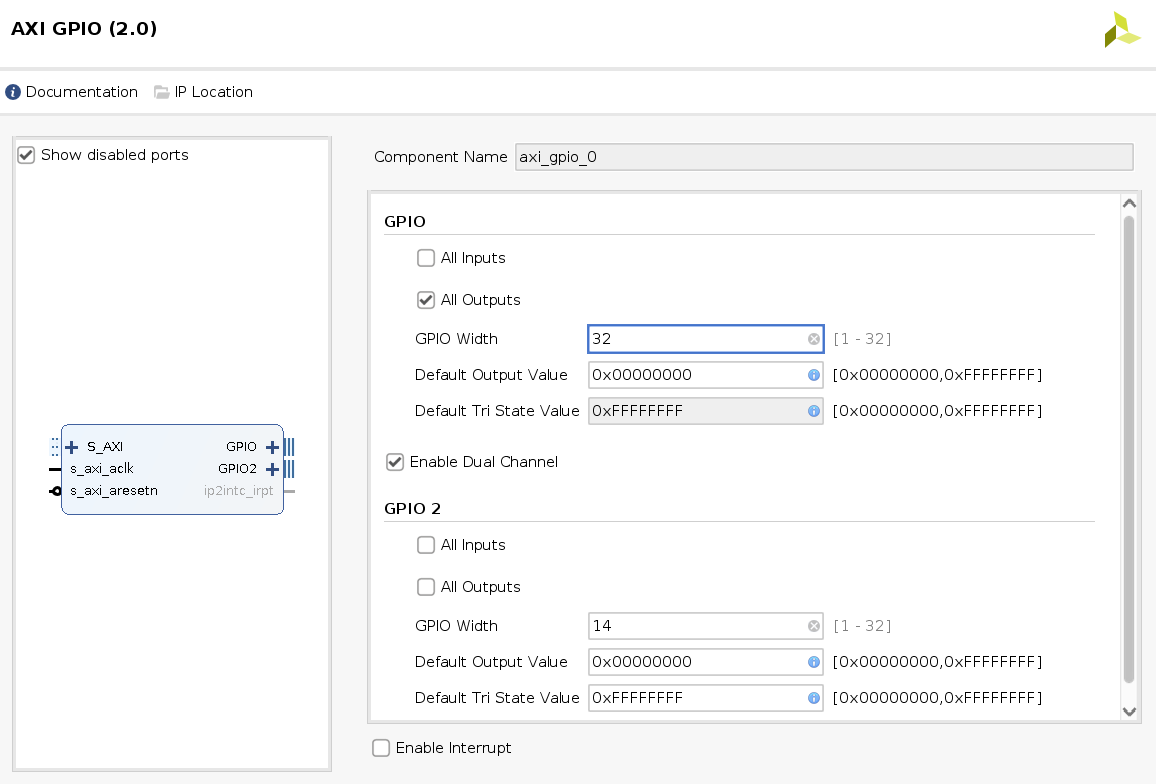 AXI GPIO (2.0)
Documentation IP Location
Show disabled ports
S_AXI GPIO
s_axi_aclk GPIO2
s_axi_aresetn ip2intc_irpt
Component Name axi_gpio_0
GPIO
All Inputs
All Outputs
GPIO Width 32 [1 - 32]
Default Output Value 0x00000000 [0x00000000,0xFFFFFFFF]
Default Tri State Value 0xFFFFFFFF [0x00000000,0xFFFFFFFF]
Enable Dual Channel
GPIO 2
All Inputs
All Outputs
GPIO Width 14 [1 - 32]
Default Output Value 0x00000000 [0x00000000,0xFFFFFFFF]
Default Tri State Value 0xFFFFFFFF [0x00000000,0xFFFFFFFF]
Enable Interrupt